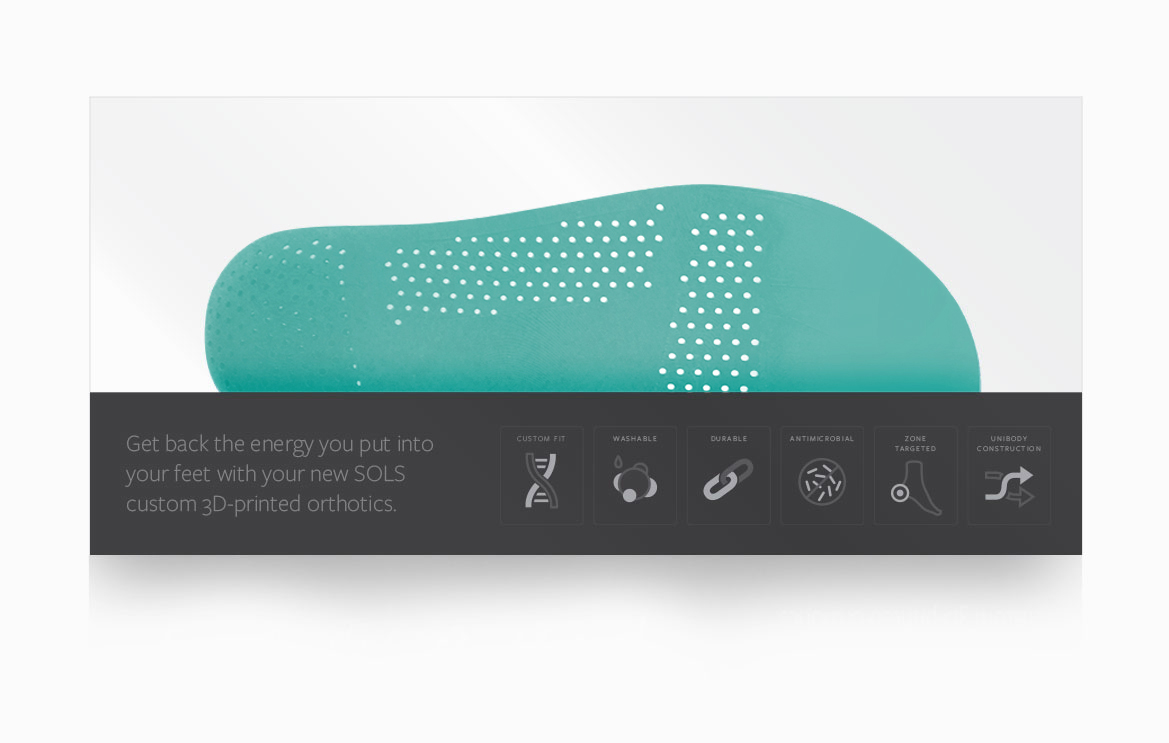 Get back the energy you put into
your feet with your new SOLS
custom 3D-printed orthotics.
CUSTOM FIT
WASHABLE
DURABLE
ANTIMICROBIAL
ZONE
TARGETED
UNIBODY
CONSTRUCTION